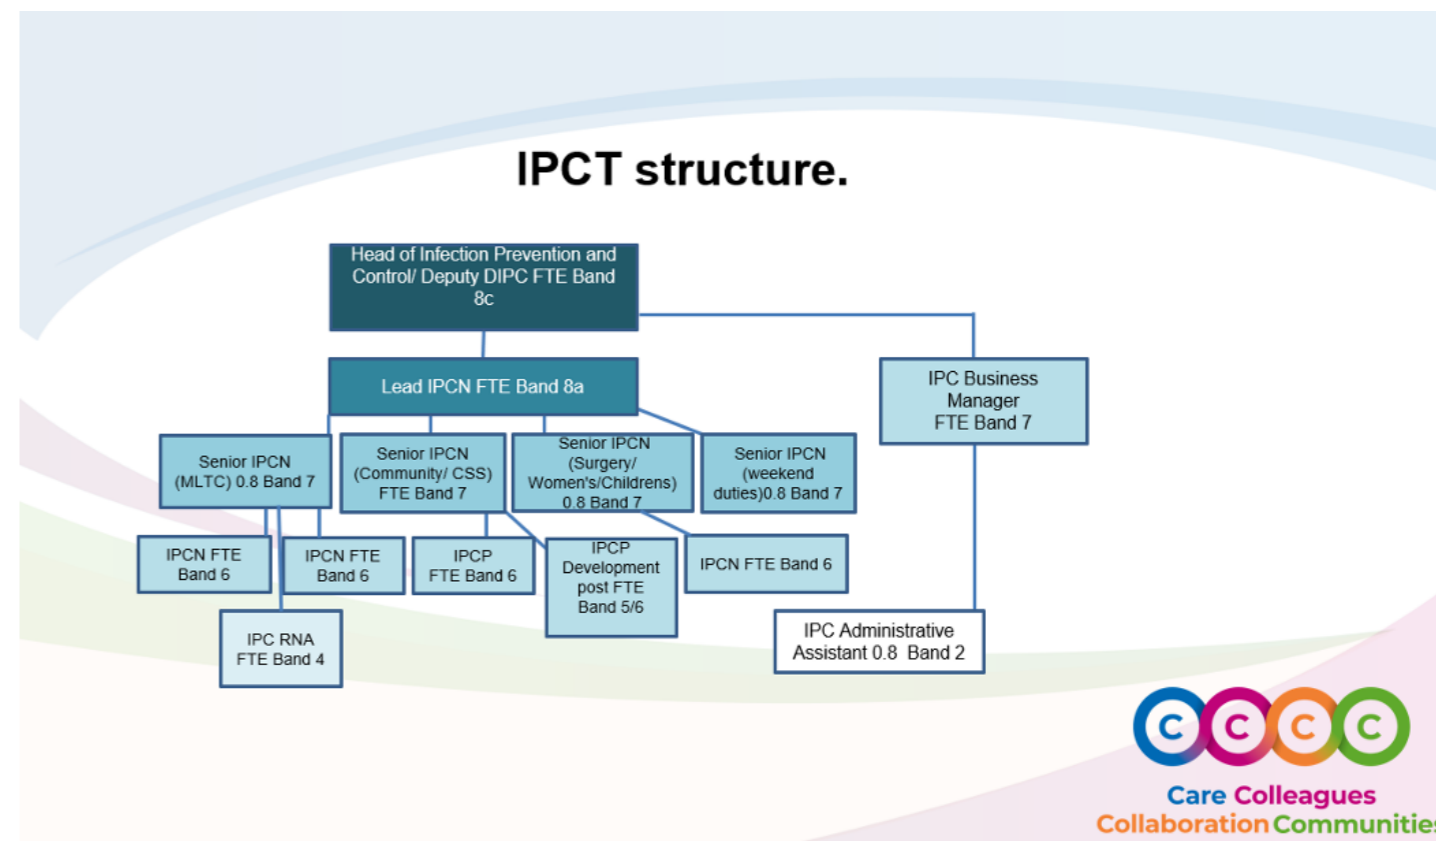 IPCT structure.
Head of Infection Prevention and
Control/ Deputy DIPC FTE Band
8c
Lead IPCN FTE Band 8a
IPC Business
Manager
FTE Band 7
Senior IPCN
(MLTC) 0.8 Band 7
Senior IPCN
(Community/ CSS)
FTE Band 7
Senior IPCN
(Surgery/
Women's/Childrens)
0.8 Band 7
Senior IPCN
(weekend
duties)0.8 Band 7
IPCN FTE
Band 6
IPCN FTE
Band 6
IPCP
FTE Band 6
IPCP
Development
post FTE
Band 5/6
IPCN FTE Band 6
IPC RNA
FTE Band 4
IPC Administrative
Assistant 0.8 Band 2
C C C C
Care Colleagues
Collaboration Communities